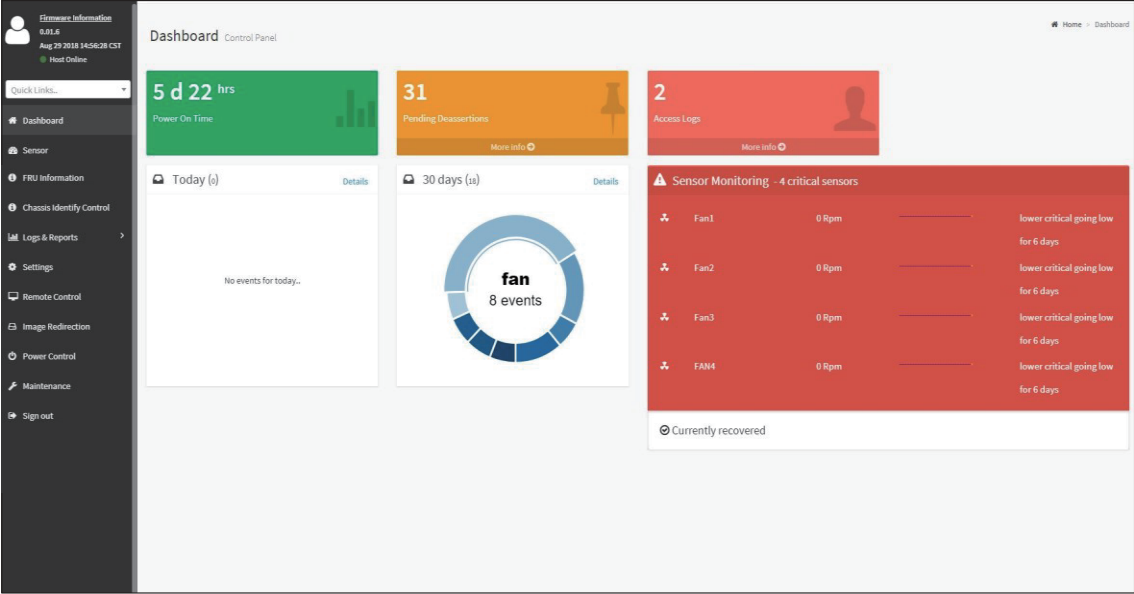 Firmware Information
0.01.6
Aug 29 2018 14:56:28 CST
Host Online
Quick Links..
Dashboard
Sensor
FRU Information
Chassis Identify Control
Logs & Reports
Settings
Remote Control
Image Redirection
Power Control
Maintenance
Sign out
Dashboard Control Panel
Home > Dashboard
5 d 22 hrs
Power On Time
31
Pending Deassertions
More info
2
Access Logs
More info
Today (0)
Details
No events for today..
30 days (18)
Details
fan
8 events
Sensor Monitoring - 4 critical sensors
Fan1 0 Rpm lower critical going low
for 6 days
Fan2 0 Rpm lower critical going low
for 6 days
Fan3 0 Rpm lower critical going low
for 6 days
FAN4 0 Rpm lower critical going low
for 6 days
Currently recovered